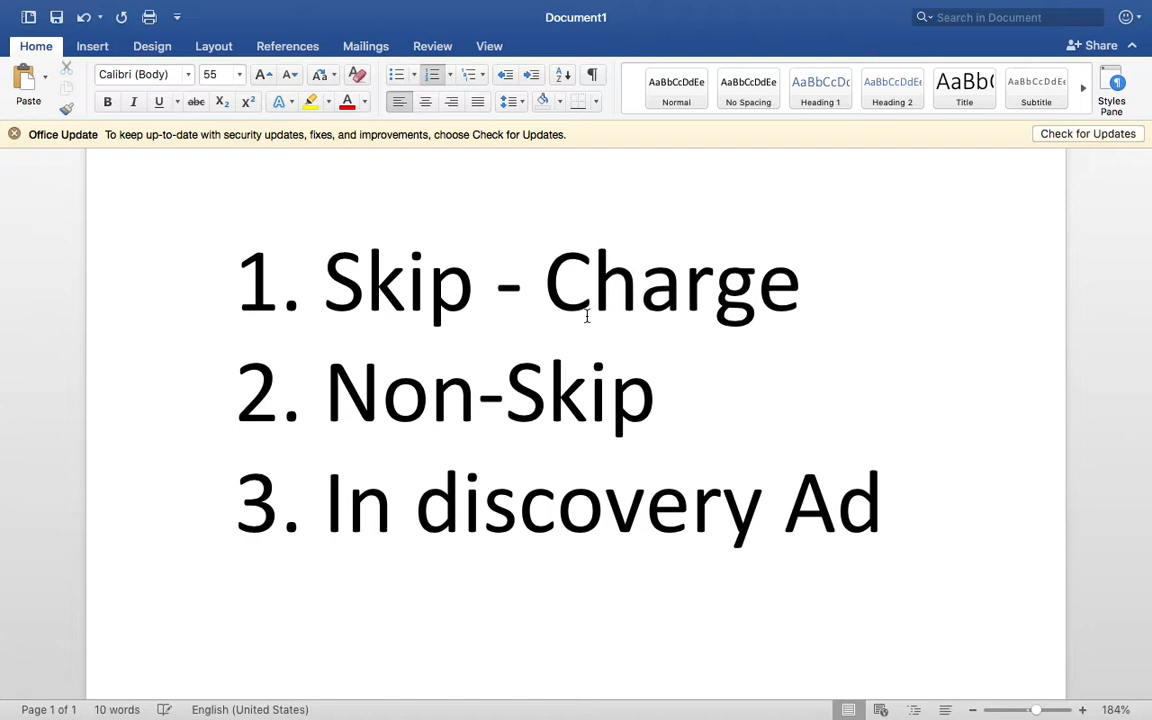 Document1
Search in Document
Home Insert Design Layout References Mailings Review View
Share
Paste
Calibri (Body) 55
AaBbCcDdEe AaBbCcDdEe AaBbCcDc AaBbCcDdEe AaBb( AaBbCcDdEe
Normal No Spacing Heading 1 Heading 2 Title Subtitle
Styles Pane
Office Update To keep up-to-date with security updates, fixes, and improvements, choose Check for Updates.
Check for Updates
1. Skip - Charge
2. Non-Skip
3. In discovery Ad
Page 1 of 1 10 words English (United States) 184%